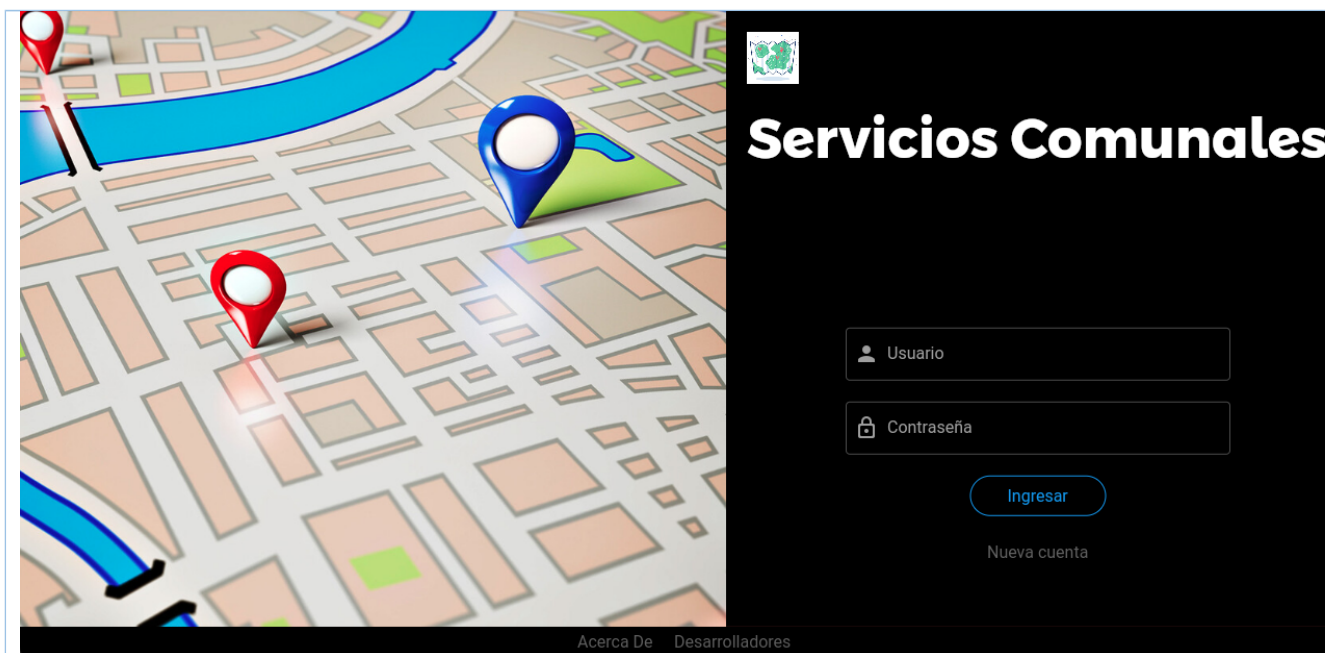 Servicios Comunales
Usuario
Contraseña
Ingresar
Nueva cuenta
Acerca De Desarrolladores